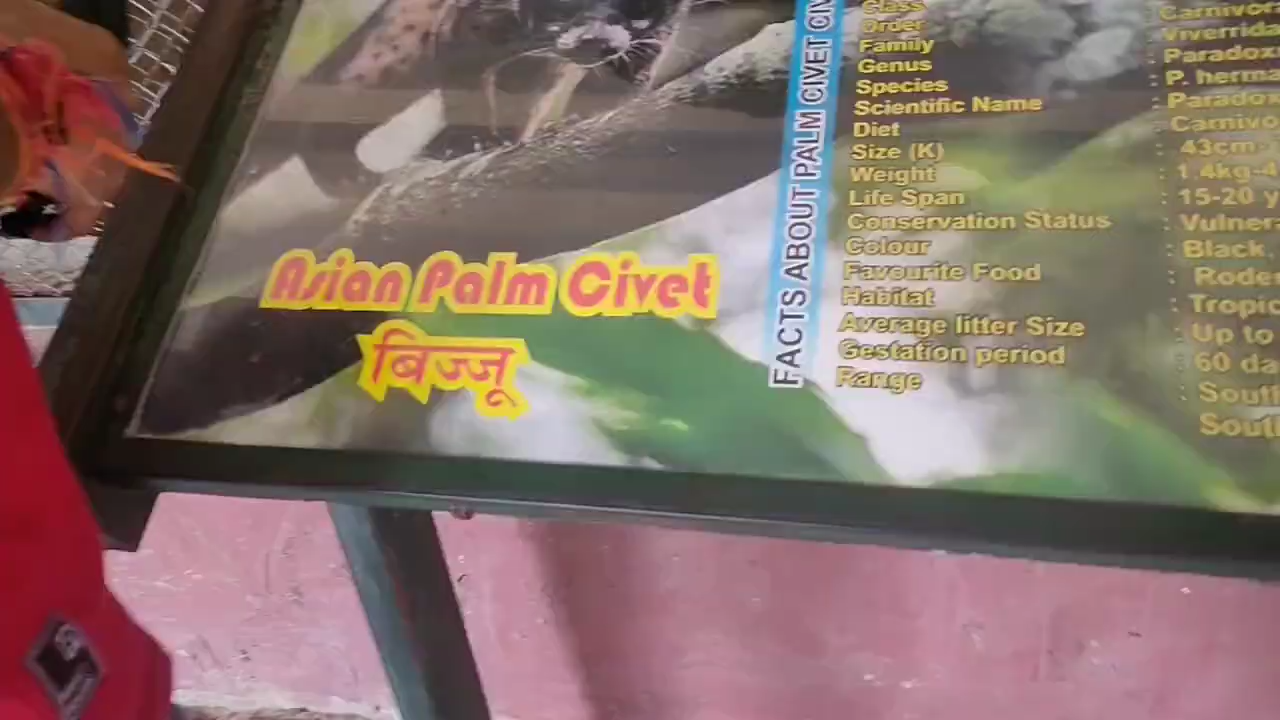 Asian Palm Civet
बिज्जू
FACTS ABOUT PALM CIVET
Class
Order : Carnivor
Family : Viverrida
Genus : Paradox
Species : P. herma
Scientific Name : Parado
Diet : Carnivo
Size (K) : 43cm-
Weight : 1.4kg-4
Life Span : 15-20 y
Conservation Status : Vulner
Colour : Black,
Favourite Food : Rode
Habitat : Tropic
Average litter Size : Up to
Gestation period : 60 da
Range : South
South